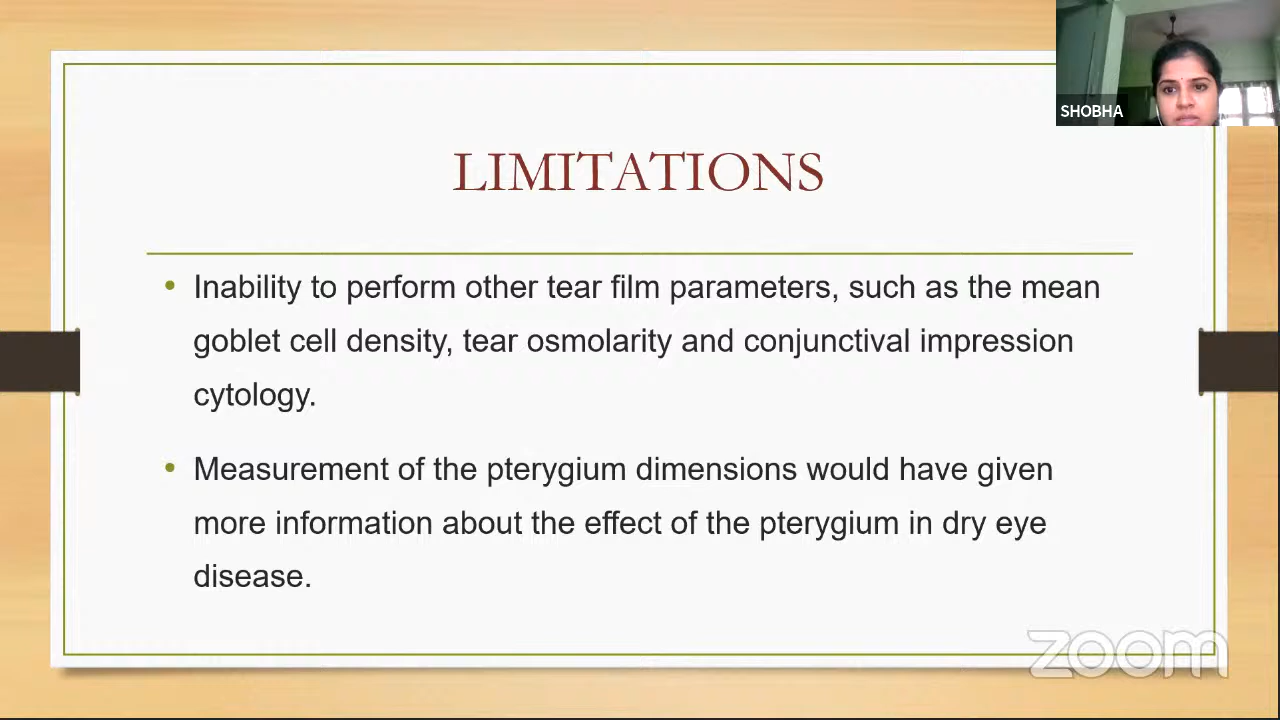 SHOBHA
LIMITATIONS
• Inability to perform other tear film parameters, such as the mean
goblet cell density, tear osmolarity and conjunctival impression
cytology.
• Measurement of the pterygium dimensions would have given
more information about the effect of the pterygium in dry eye
disease.
zoom